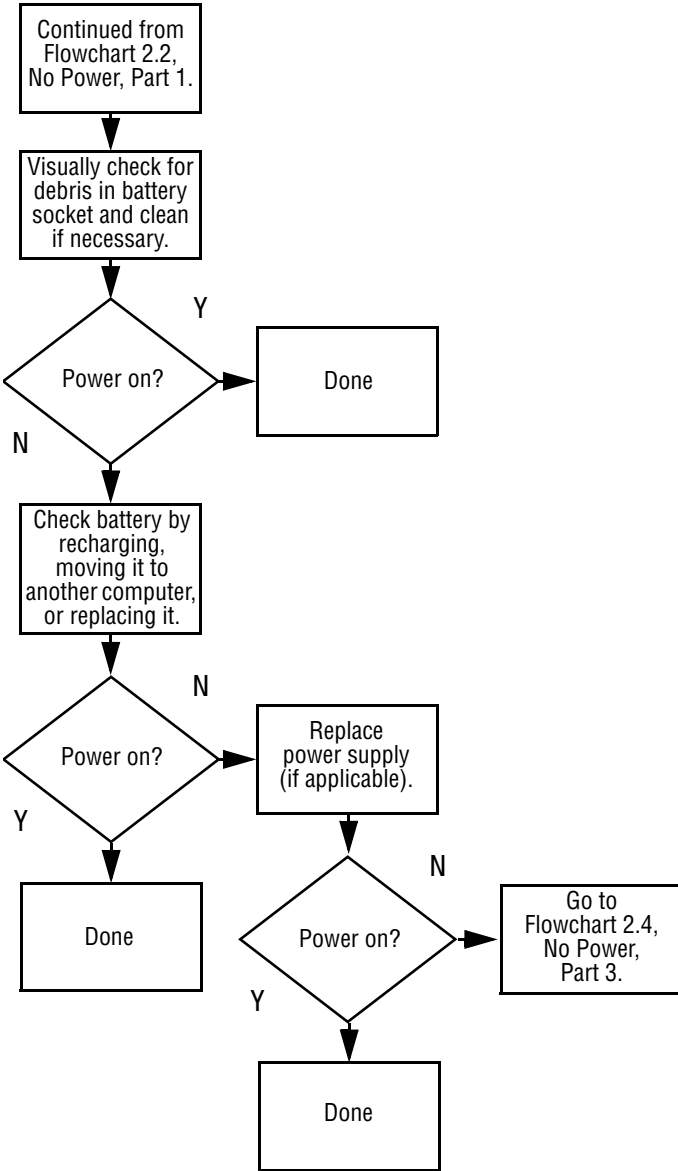 Continued from
Flowchart 2.2,
No Power, Part 1.
Visually check for
debris in battery
socket and clean
if necessary.
Y
Power on?
Done
N
Check battery by
recharging,
moving it to
another computer,
or replacing it.
N
Power on?
Replace
power supply
(if applicable).
Y
Done
N
Power on?
Go to
Flowchart 2.4,
No Power,
Part 3.
Y
Done